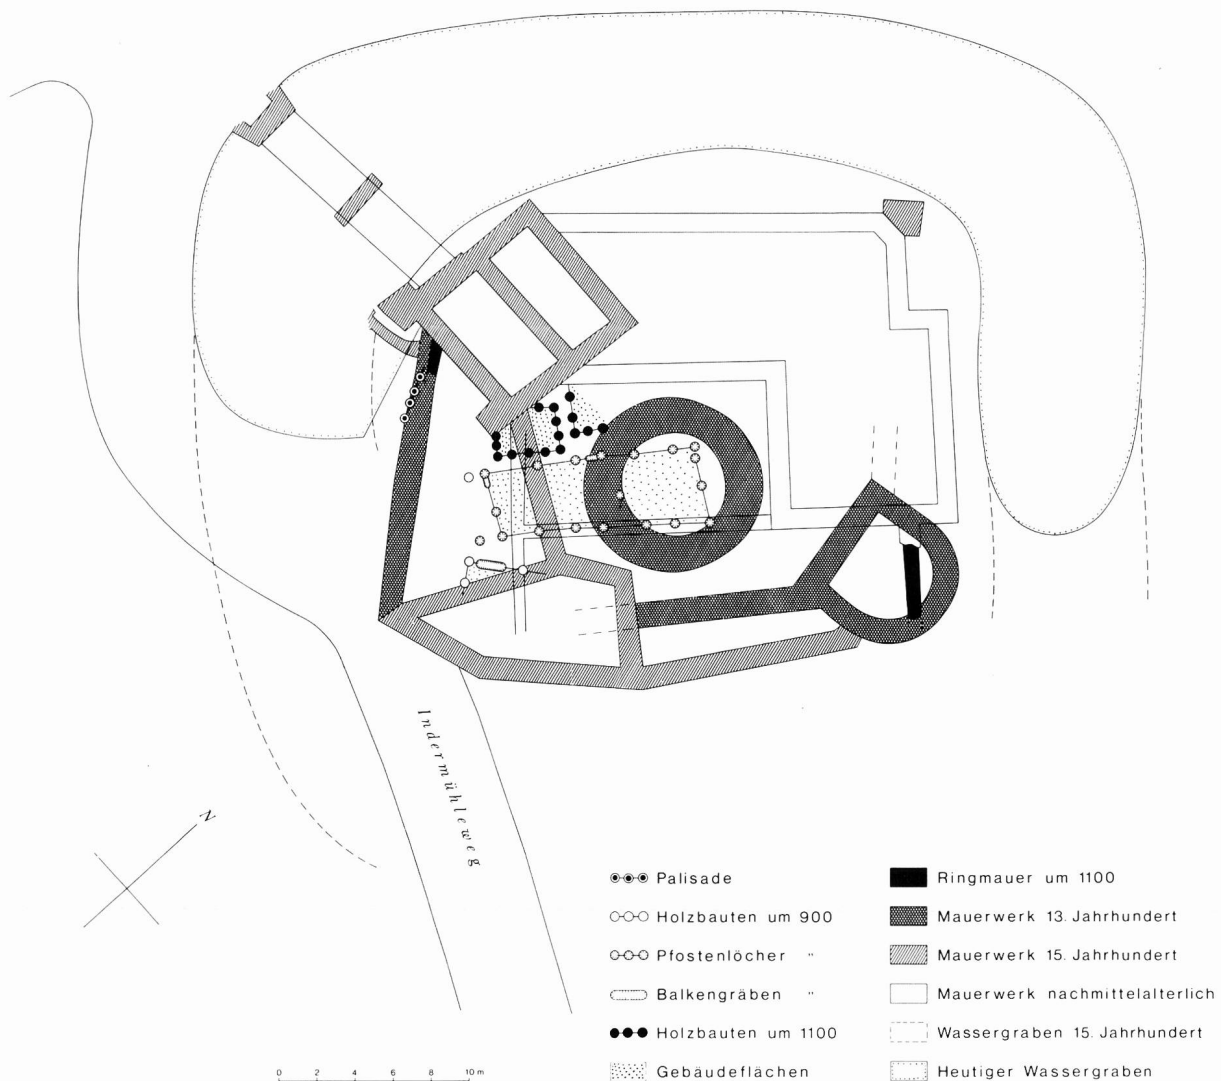 Indermühleweg
N
Palisade
Holzbauten um 900
Pfostenlöcher "
Balkengräben "
Holzbauten um 1100
Gebäudeflächen
Ringmauer um 1100
Mauerwerk 13. Jahrhundert
Mauerwerk 15. Jahrhundert
Mauerwerk nachmittelalterlich
Wassergraben 15. Jahrhundert
Heutiger Wassergraben
0 2 4 6 8 10 m